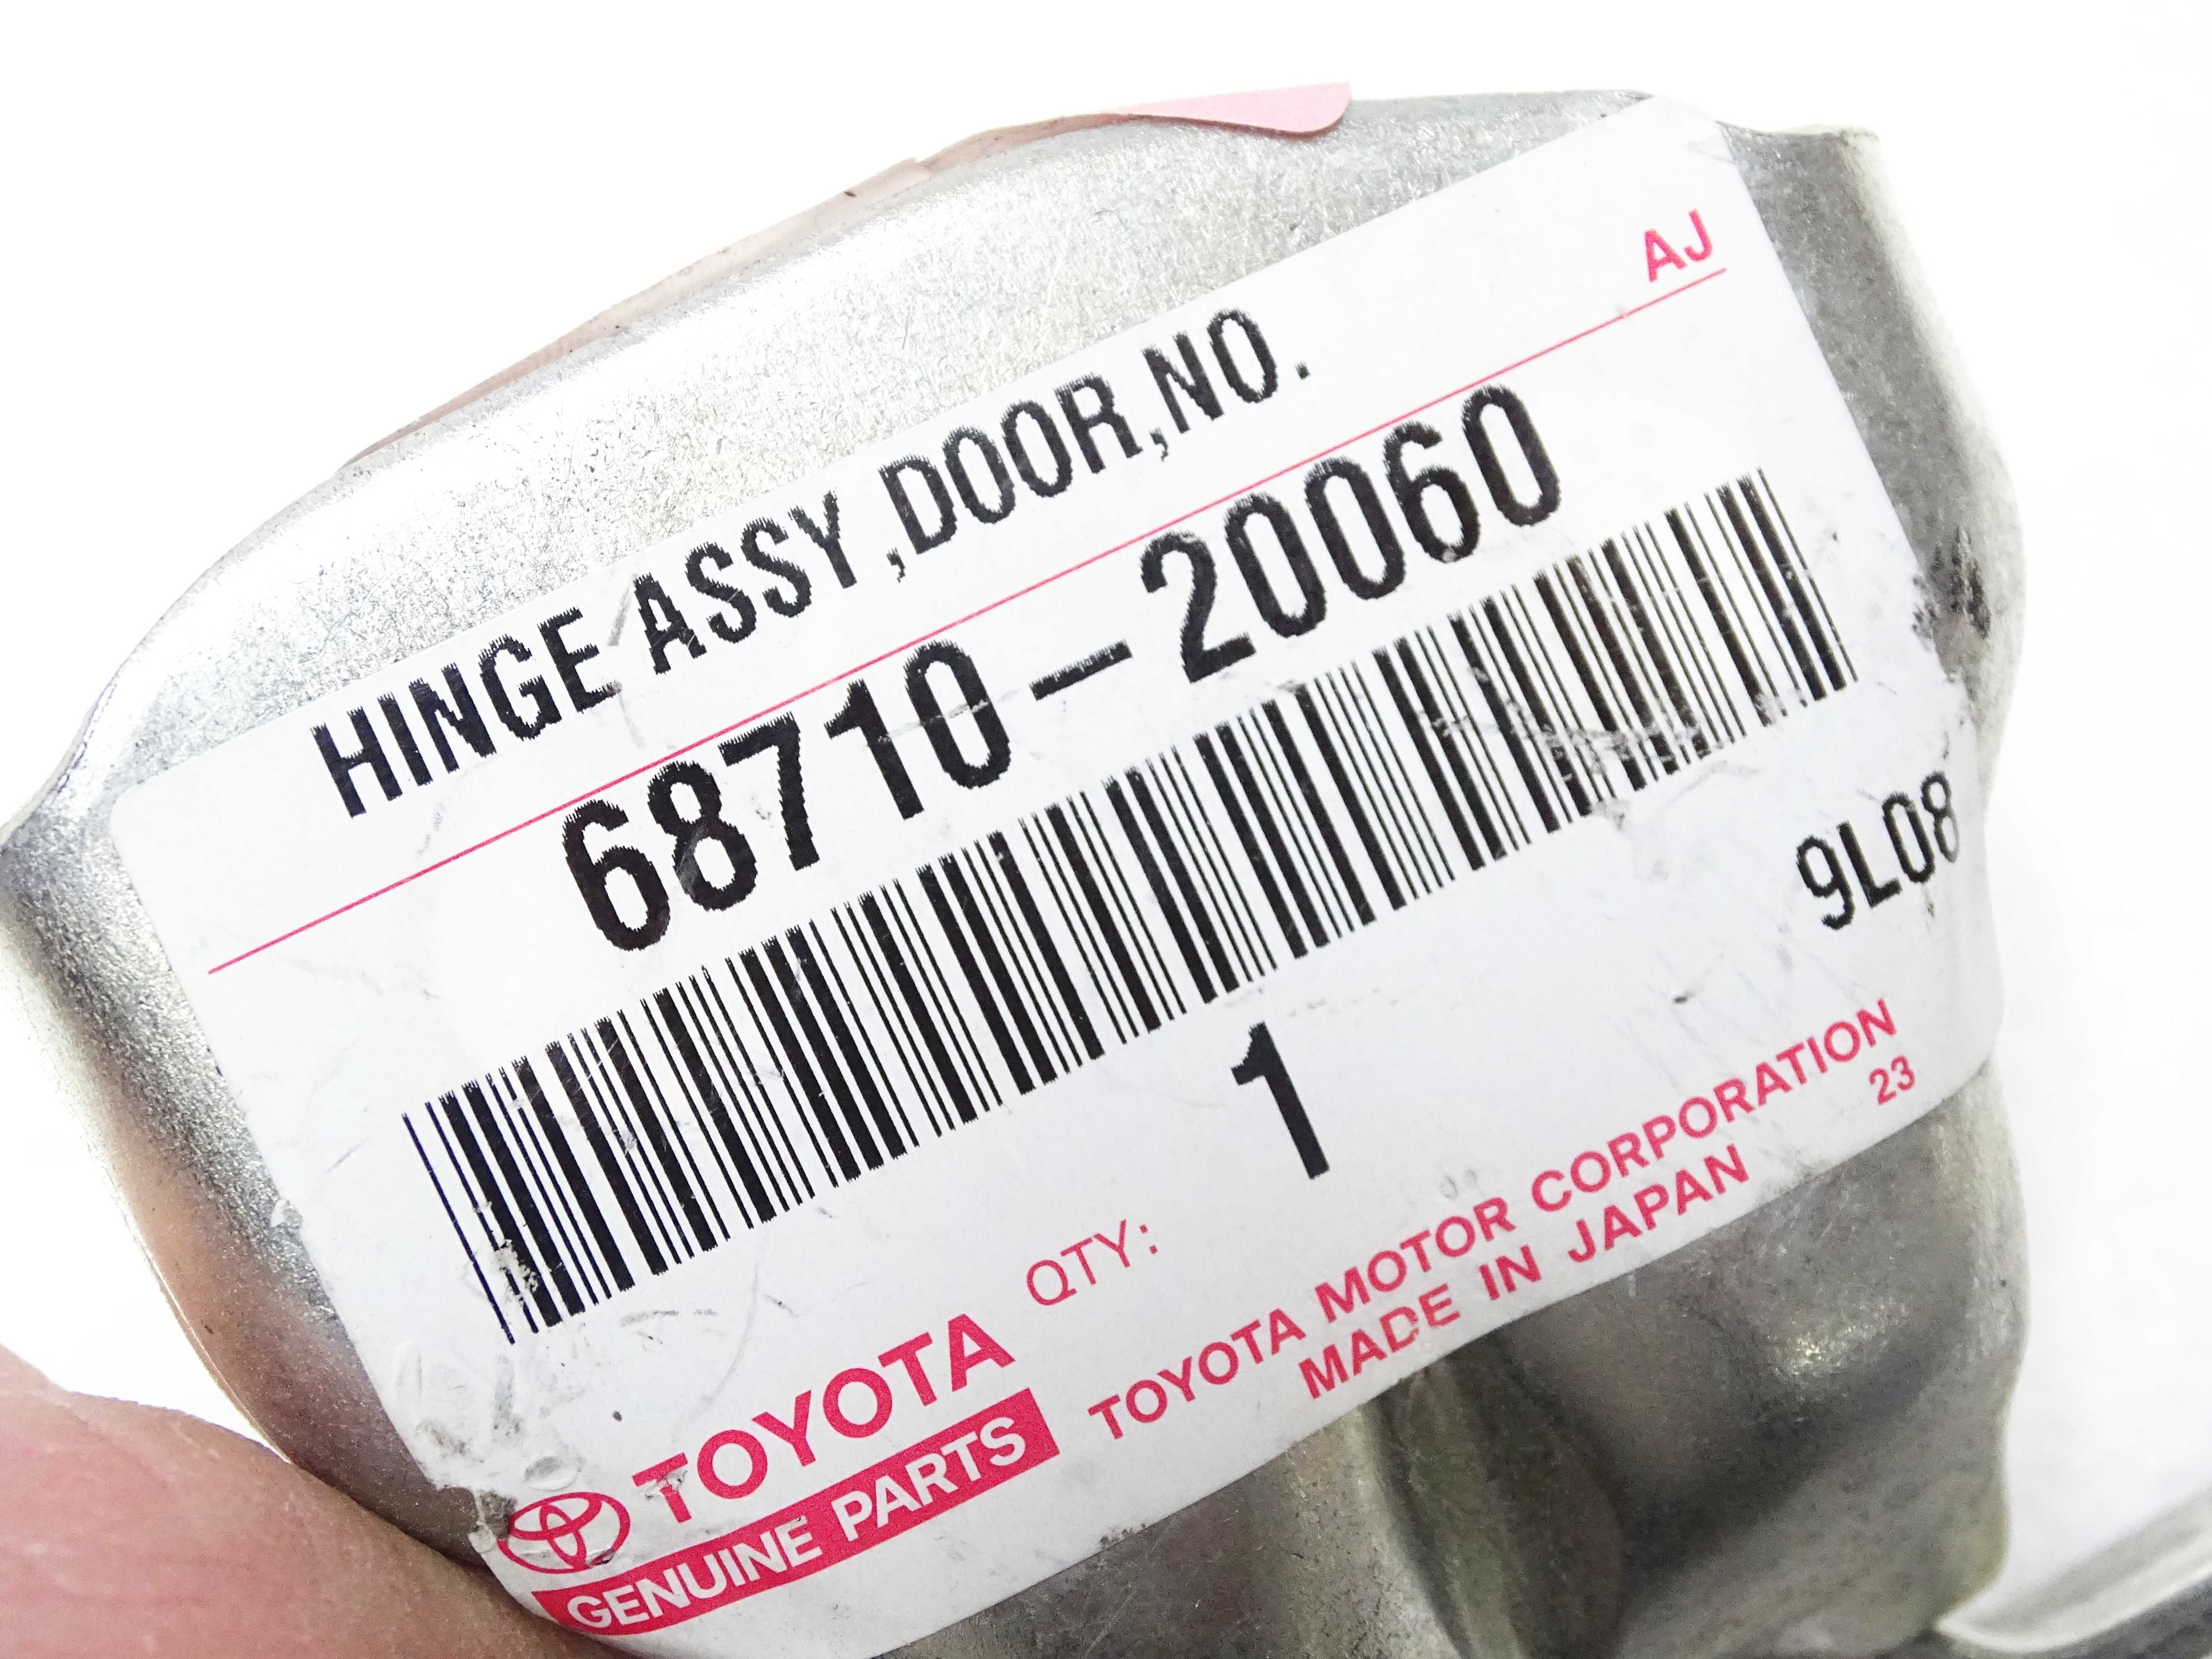 AJ
HINGE ASSY,DOOR,NO.
68710-20060
9L08
QTY: 1
TOYOTA
GENUINE PARTS
TOYOTA MOTOR CORPORATION
MADE IN JAPAN 23